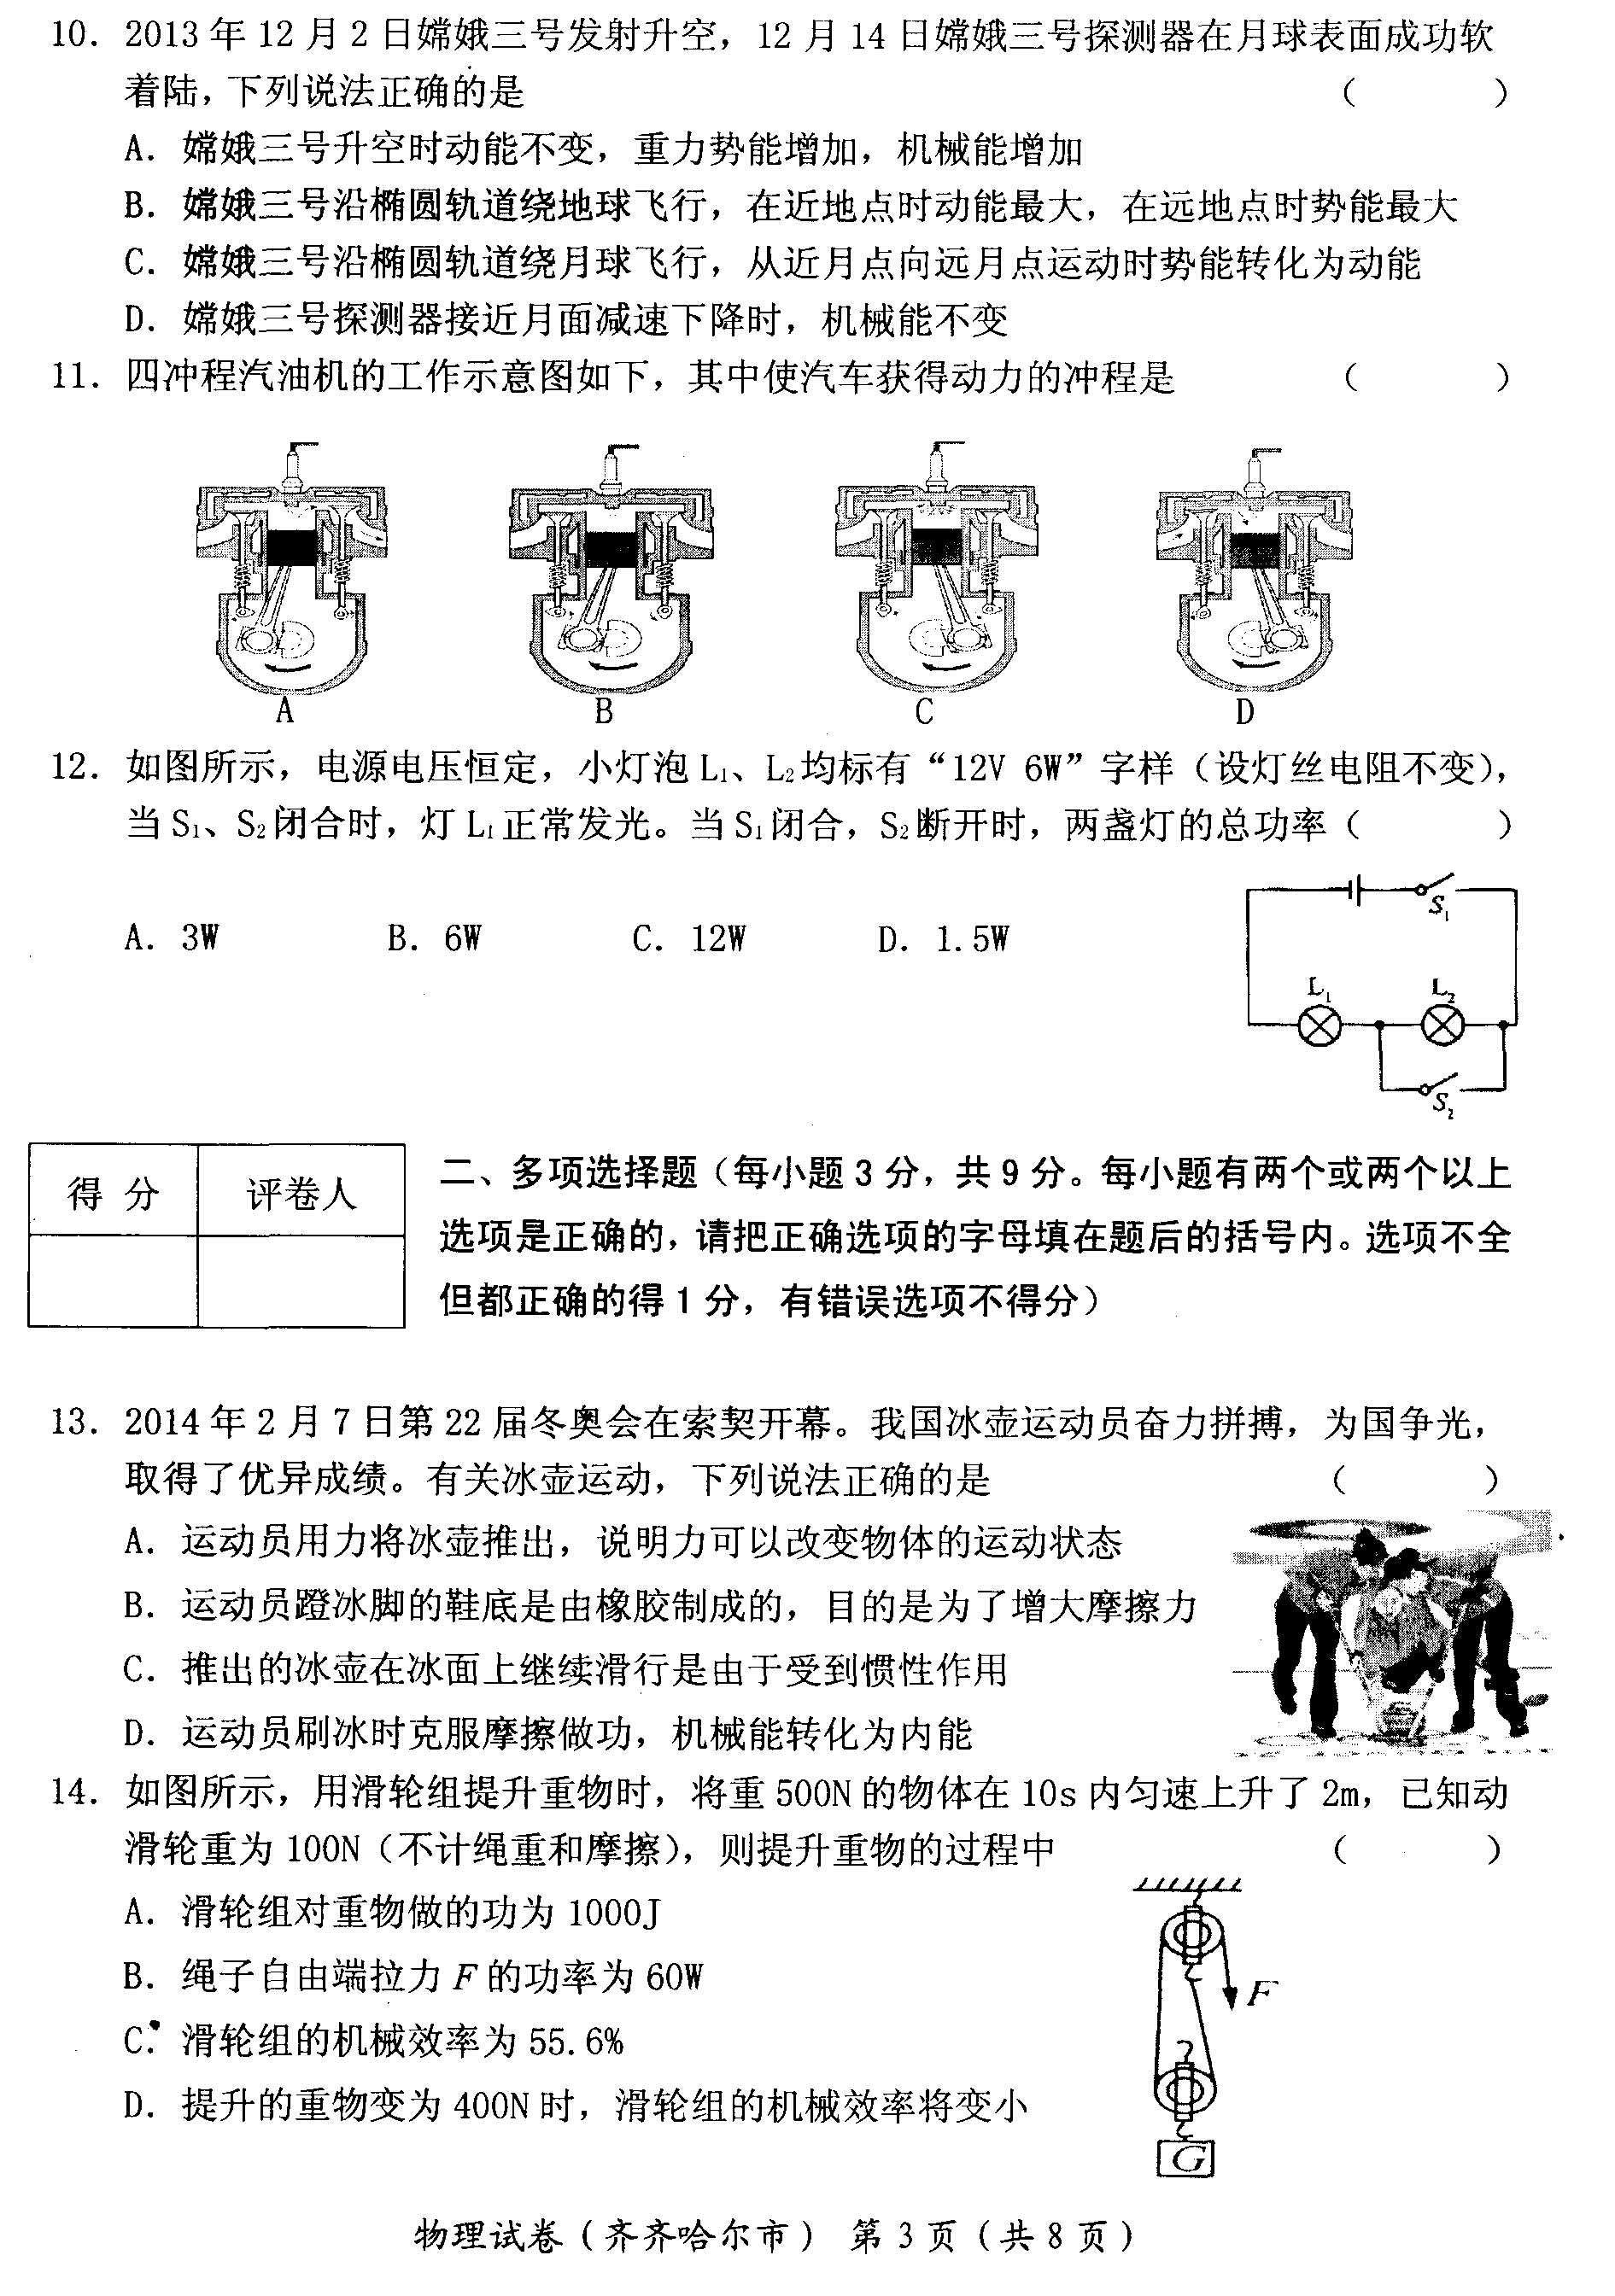 10. 2013年12月2日嫦娥三号发射升空，12月14日嫦娥三号探测器在月球表面成功软
着陆，下列说法正确的是 （ ）
A. 嫦娥三号升空时动能不变，重力势能增加，机械能增加
B. 嫦娥三号沿椭圆轨道绕地球飞行，在近地点时动能最大，在远地点时势能最大
C. 嫦娥三号沿椭圆轨道绕月球飞行，从近月点向远月点运动时势能转化为动能
D. 嫦娥三号探测器接近月面减速下降时，机械能不变
11. 四冲程汽油机的工作示意图如下，其中使汽车获得动力的冲程是 （ ）
A B C D
12. 如图所示，电源电压恒定，小灯泡L₁、L₂均标有“12V 6W”字样（设灯丝电阻不变），
当S₁、S₂闭合时，灯L₁正常发光。当S₁闭合，S₂断开时，两盏灯的总功率（ ）
A. 3W B. 6W C. 12W D. 1.5W
S₁
L₁ L₂
S₂
得 分 评卷人
二、多项选择题（每小题3分，共9分。每小题有两个或两个以上
选项是正确的，请把正确选项的字母填在题后的括号内。选项不全
但都正确的得1分，有错误选项不得分）
13. 2014年2月7日第22届冬奥会在索契开幕。我国冰壶运动员奋力拼搏，为国争光，
取得了优异成绩。有关冰壶运动，下列说法正确的是 （ ）
A. 运动员用力将冰壶推出，说明力可以改变物体的运动状态
B. 运动员蹬冰脚的鞋底是由橡胶制成的，目的是为了增大摩擦力
C. 推出的冰壶在冰面上继续滑行是由于受到惯性作用
D. 运动员刷冰时克服摩擦做功，机械能转化为内能
14. 如图所示，用滑轮组提升重物时，将重500N的物体在10s内匀速上升了2m，已知动
滑轮重为100N（不计绳重和摩擦），则提升重物的过程中 （ ）
A. 滑轮组对重物做的功为1000J
B. 绳子自由端拉力F的功率为60W
C. 滑轮组的机械效率为55.6%
D. 提升的重物变为400N时，滑轮组的机械效率将变小
F
G
物理试卷（齐齐哈尔市） 第3页（共8页）